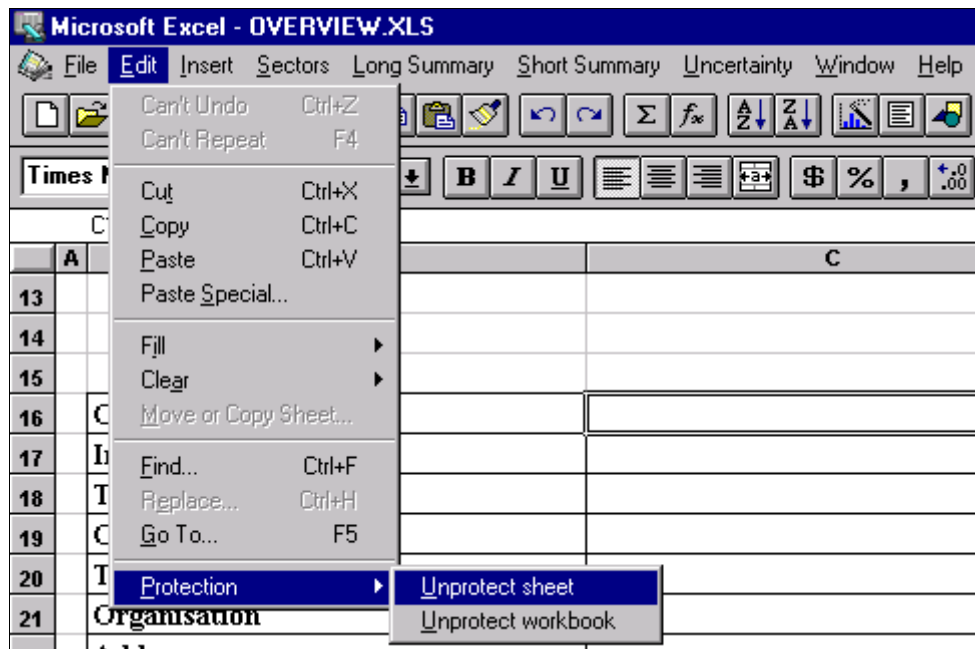 Microsoft Excel - OVERVIEW.XLS
File Edit Insert Sectors Long Summary Short Summary Uncertainty Window Help
Times
B I U $ % , .0 .00
A C
Can't Undo Ctrl+Z
Can't Repeat F4
Cut Ctrl+X
Copy Ctrl+C
Paste Ctrl+V
Paste Special...
Fill
Clear
Move or Copy Sheet...
Find... Ctrl+F
Replace... Ctrl+H
Go To... F5
Protection
Unprotect sheet
Unprotect workbook
13
14
15
16
17
18
19
20
21 Organisation